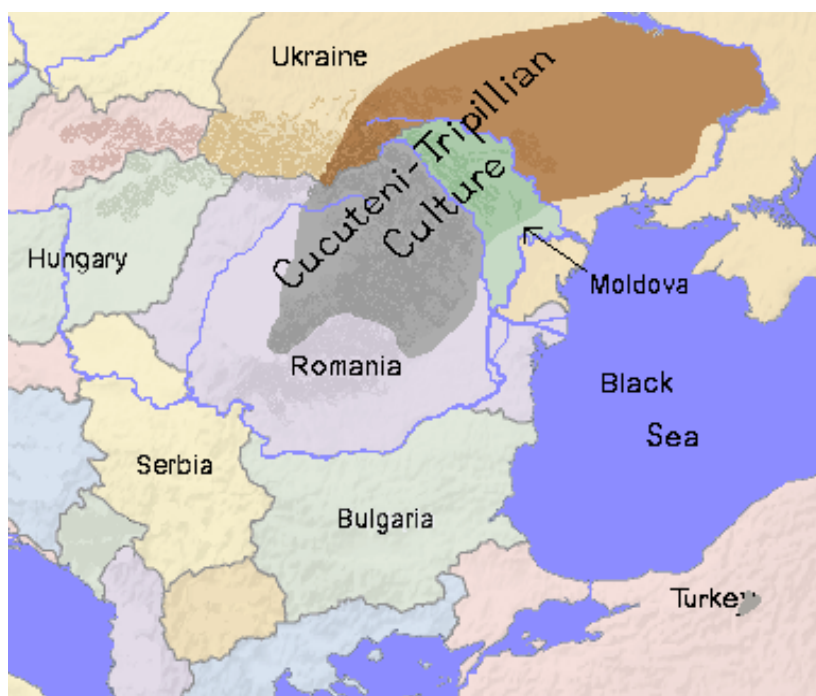 Ukraine
Cucuteni-Tripillian
Culture
Hungary
Moldova
Romania
Black
Sea
Serbia
Bulgaria
Turkey